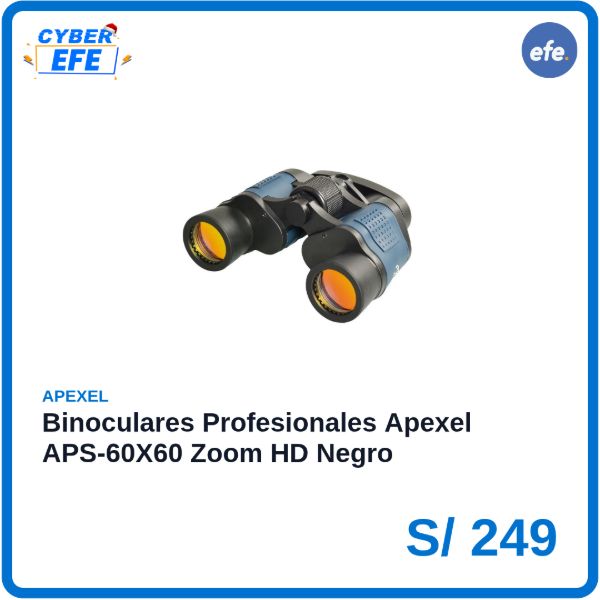 CYBER
EFE
efe.
APEXEL
Binoculares Profesionales Apexel
APS-60X60 Zoom HD Negro
S/ 249